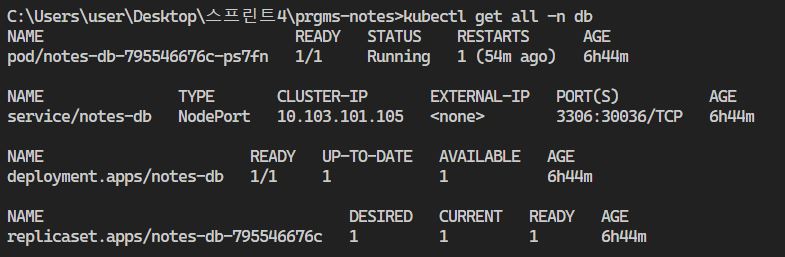 C:\Users\user\Desktop\스프린트4\prgms-notes>kubectl get all -n db
NAME READY STATUS RESTARTS AGE
pod/notes-db-795546676c-ps7fn 1/1 Running 1 (54m ago) 6h44m
NAME TYPE CLUSTER-IP EXTERNAL-IP PORT(S) AGE
service/notes-db NodePort 10.103.101.105 <none> 3306:30036/TCP 6h44m
NAME READY UP-TO-DATE AVAILABLE AGE
deployment.apps/notes-db 1/1 1 1 6h44m
NAME DESIRED CURRENT READY AGE
replicaset.apps/notes-db-795546676c 1 1 1 6h44m